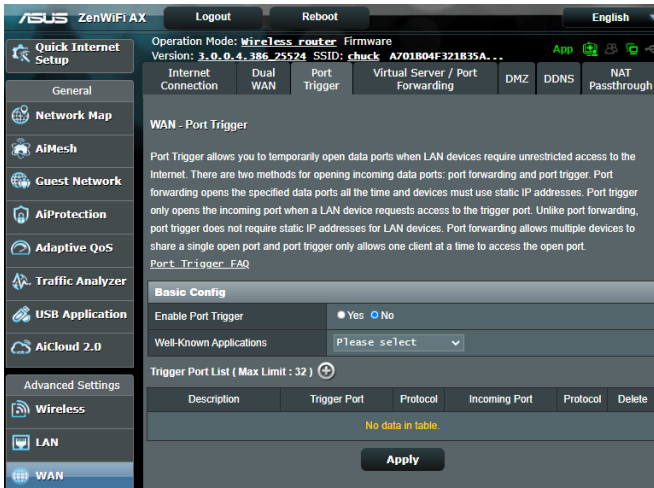 ASUS ZenWiFi AX Logout Reboot English
Quick Internet Setup
General
Network Map
AiMesh
Guest Network
AiProtection
Adaptive QoS
Traffic Analyzer
USB Application
AiCloud 2.0
Advanced Settings
Wireless
LAN
WAN
Operation Mode: Wireless router Firmware
Version: 3.0.0.4.386_25524 SSID: chuck A701B04F321B35A...
App
Internet Connection Dual WAN Port Trigger Virtual Server / Port Forwarding DMZ DDNS NAT Passthrough
WAN - Port Trigger
Port Trigger allows you to temporarily open data ports when LAN devices require unrestricted access to the
Internet. There are two methods for opening incoming data ports: port forwarding and port trigger. Port
forwarding opens the specified data ports all the time and devices must use static IP addresses. Port trigger
only opens the incoming port when a LAN device requests access to the trigger port. Unlike port forwarding,
port trigger does not require static IP addresses for LAN devices. Port forwarding allows multiple devices to
share a single open port and port trigger only allows one client at a time to access the open port.
Port Trigger FAQ
Basic Config
Enable Port Trigger Yes No
Well-Known Applications Please select
Trigger Port List ( Max Limit : 32 )
Description Trigger Port Protocol Incoming Port Protocol Delete
No data in table.
Apply